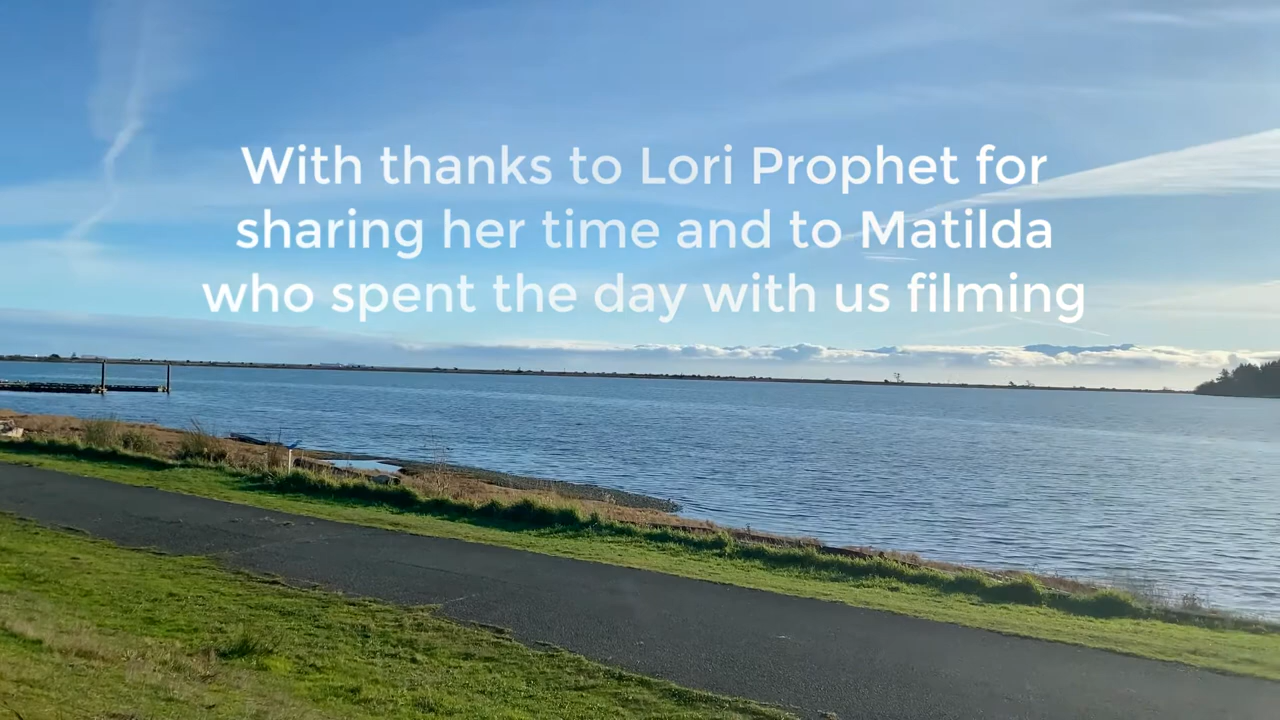 With thanks to Lori Prophet for
sharing her time and to Matilda
who spent the day with us filming